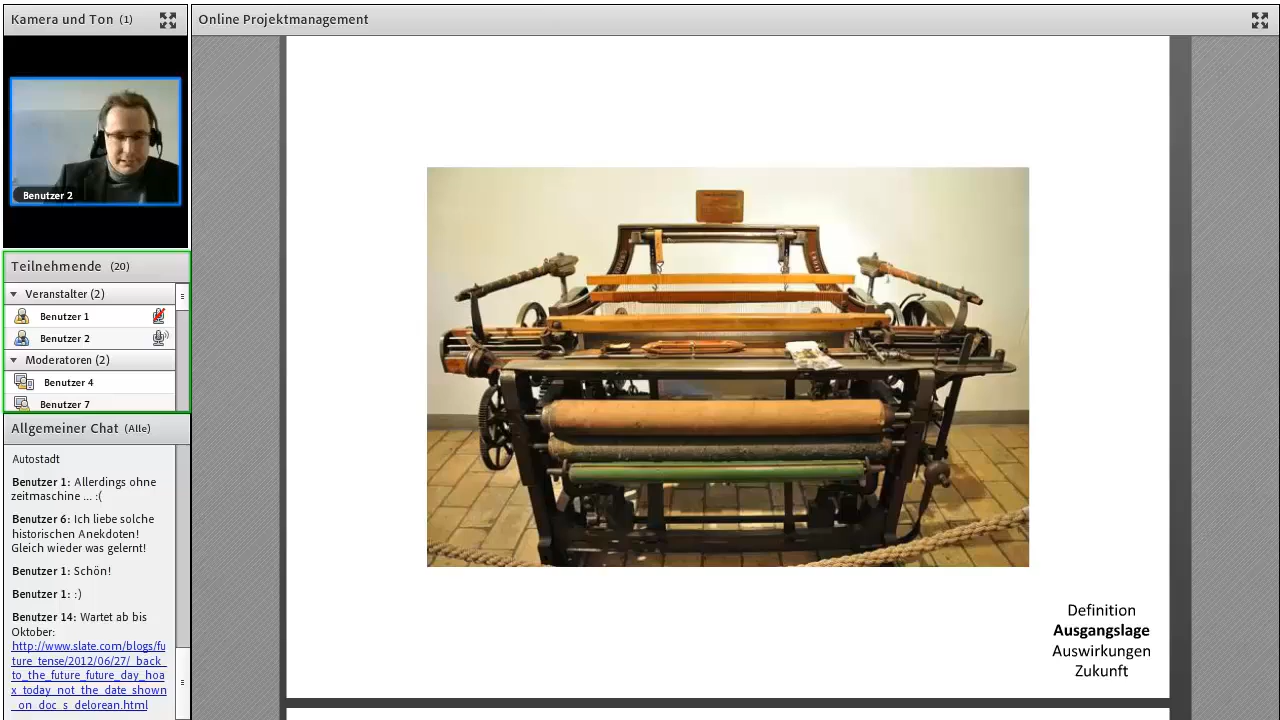 Kamera und Ton (1)
Online Projektmanagement
Benutzer 2
Teilnehmende (20)
Veranstalter (2)
Benutzer 1
Benutzer 2
Moderatoren (2)
Benutzer 4
Benutzer 7
Allgemeiner Chat (Alle)
Autostadt
Benutzer 1: Allerdings ohne
zeitmaschine ... :(
Benutzer 6: Ich liebe solche
historischen Anekdoten!
Gleich wieder was gelernt!
Benutzer 1: Schön!
Benutzer 1: :)
Benutzer 14: Wartet ab bis
Oktober:
http://www.slate.com/blogs/fu
ture_tense/2012/06/27/_back_
to_the_future_future_day_hoa
x_today_not_the_date_shown
_on_doc_s_delorean.html
Definition
Ausgangslage
Auswirkungen
Zukunft